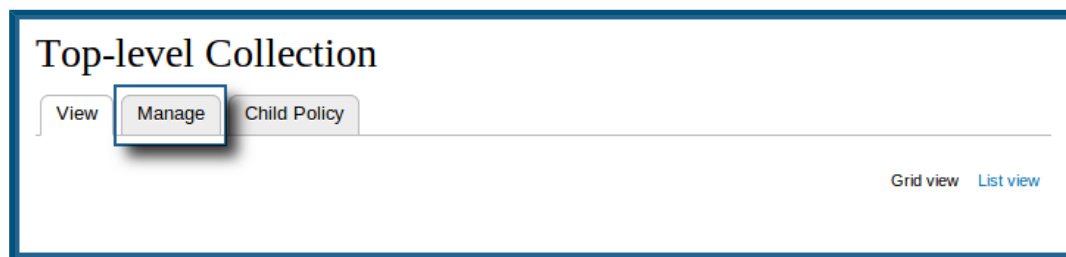 Top-level Collection
View Manage Child Policy
Grid view List view